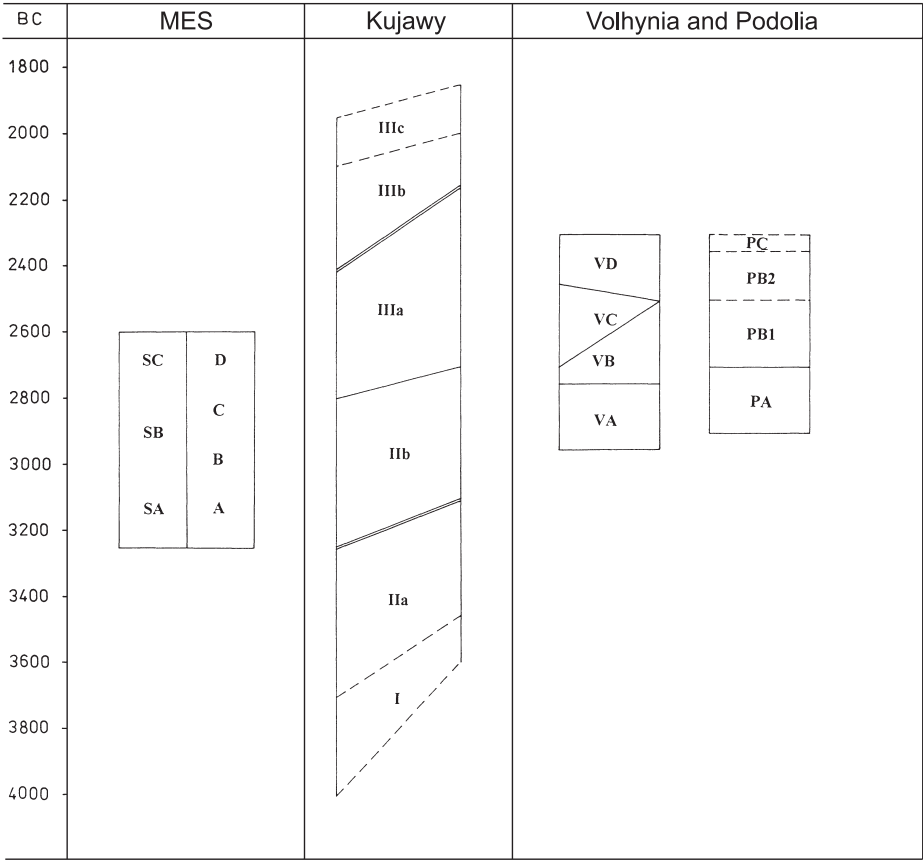 BC MES Kujawy Volhynia and Podolia
1800
IIIc
2000
IIIb
2200
PC
VD
2400
PB2
IIIa
VC
2600
PB1
SC D VB
2800
PA
C
VA
SB
IIb B
3000
SA A
3200
3400
IIa
3600
I
3800
4000